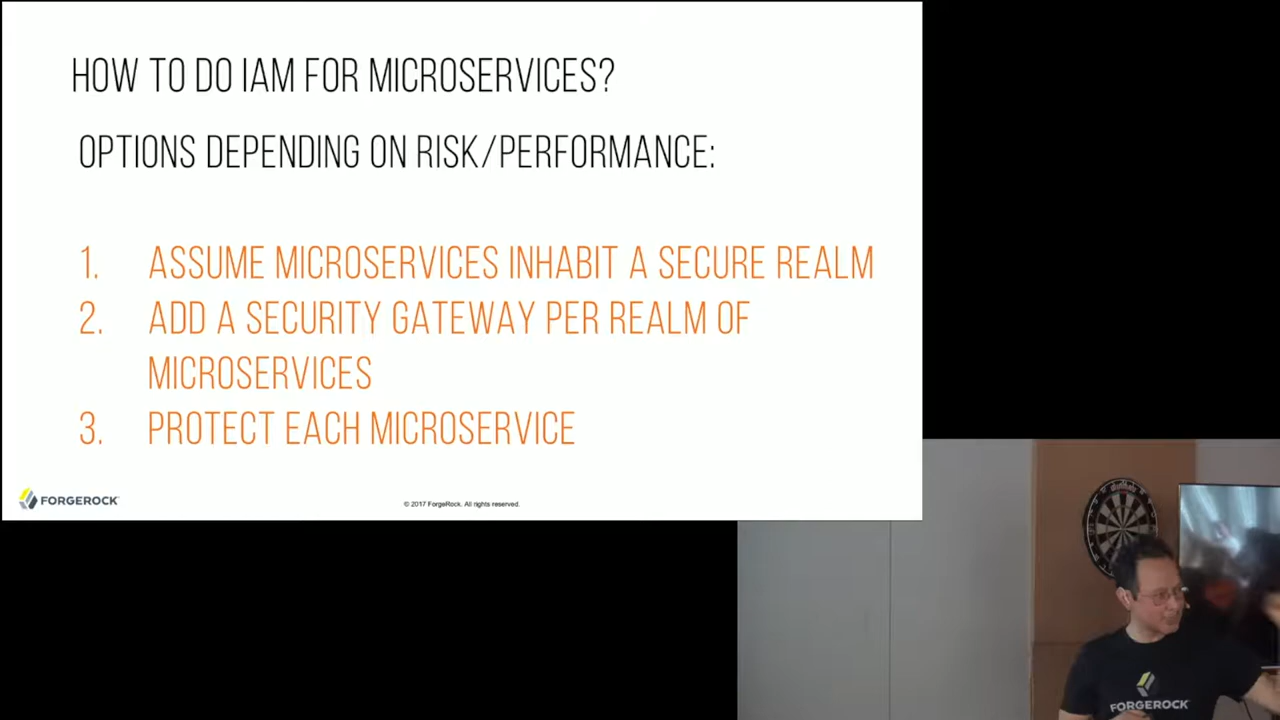 HOW TO DO IAM FOR MICROSERVICES?
OPTIONS DEPENDING ON RISK/PERFORMANCE:
1. ASSUME MICROSERVICES INHABIT A SECURE REALM
2. ADD A SECURITY GATEWAY PER REALM OF
MICROSERVICES
3. PROTECT EACH MICROSERVICE
FORGEROCK
© 2017 ForgeRock. All rights reserved.
FORGEROCK